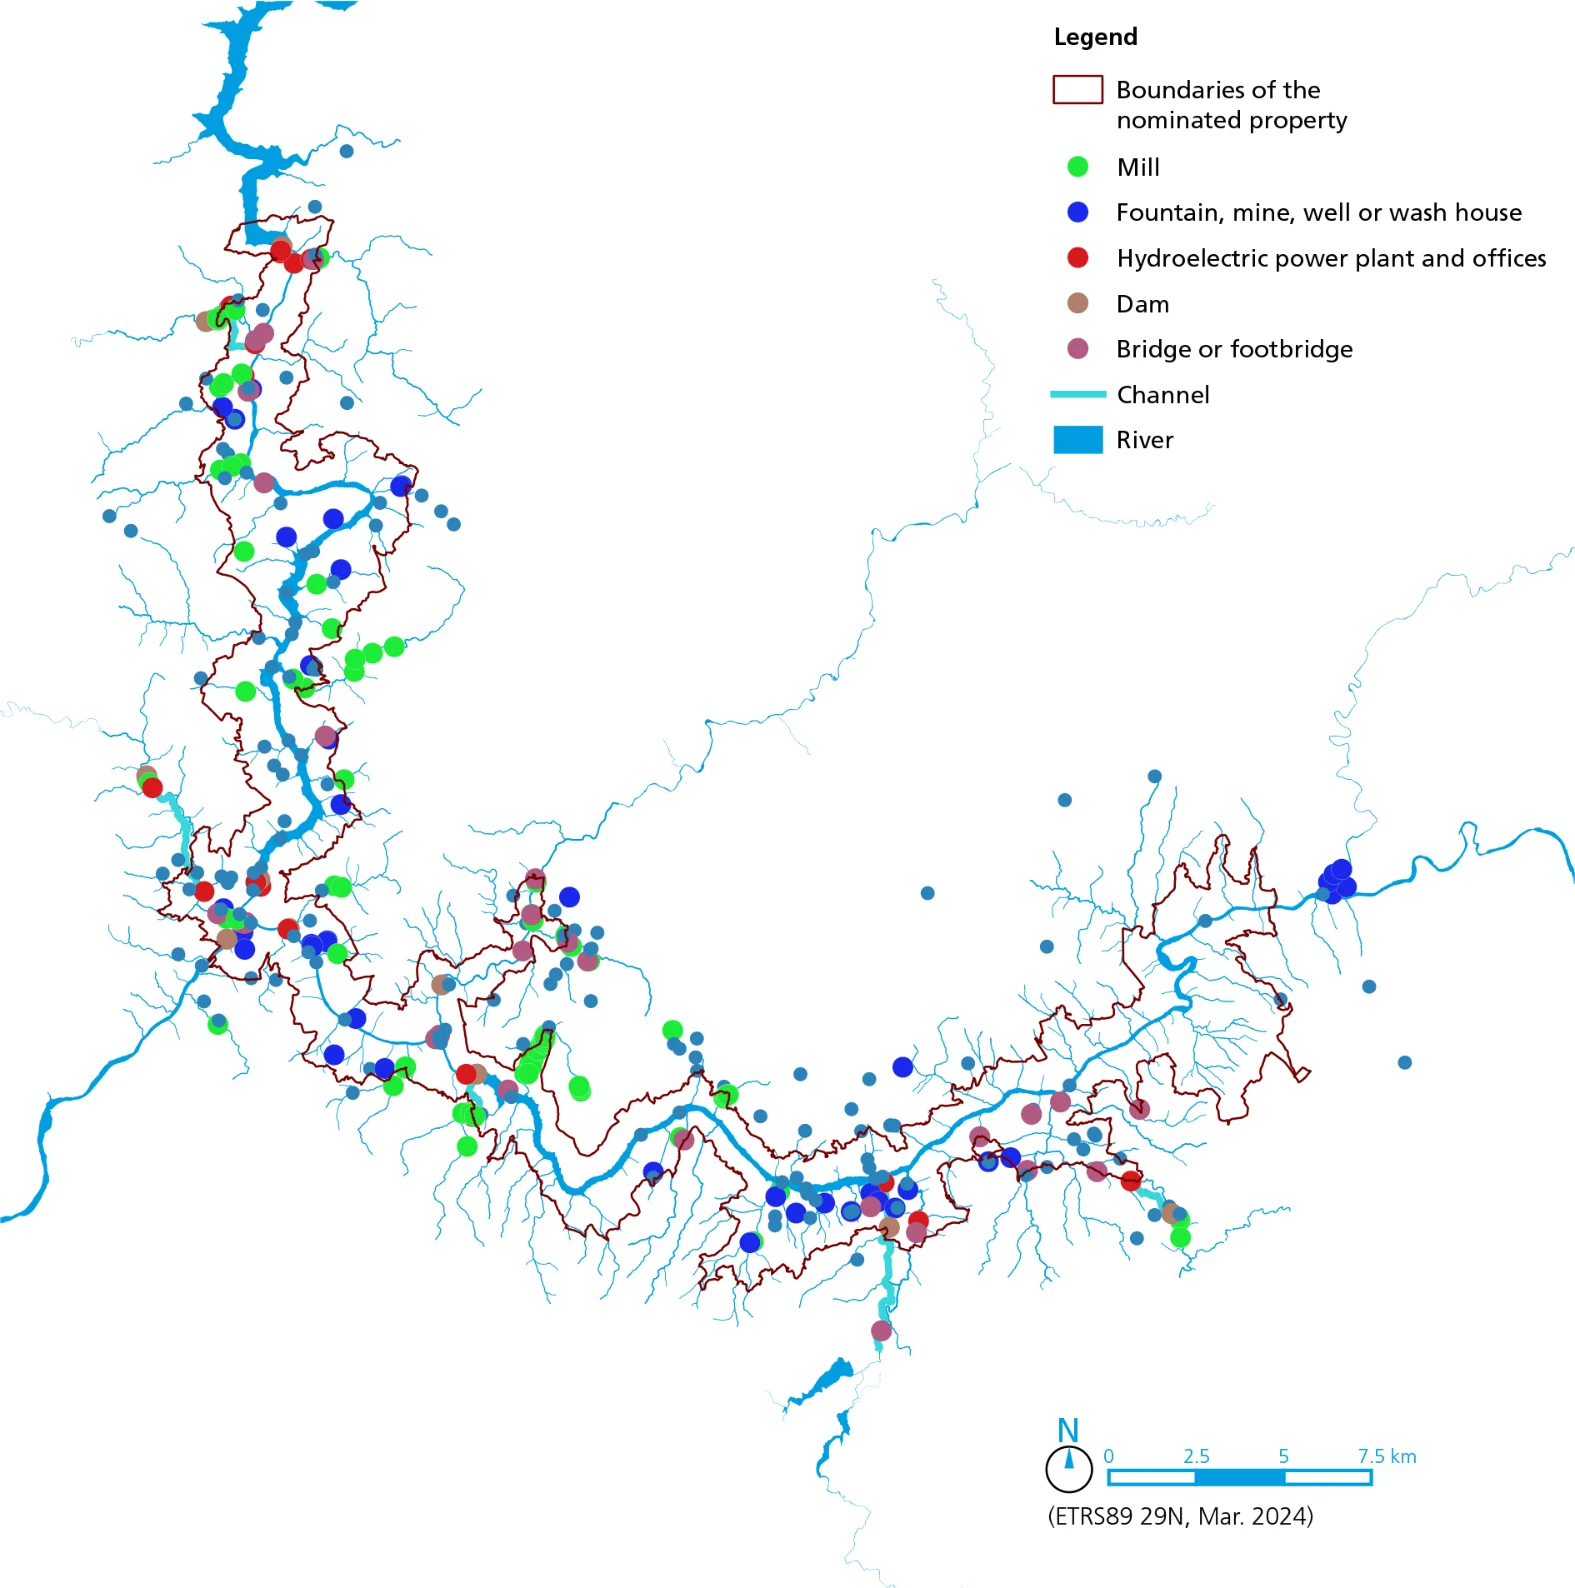 Legend
Boundaries of the
nominated property
Mill
Fountain, mine, well or wash house
Hydroelectric power plant and offices
Dam
Bridge or footbridge
Channel
River
N
0 2.5 5 7.5 km
(ETRS89 29N, Mar. 2024)